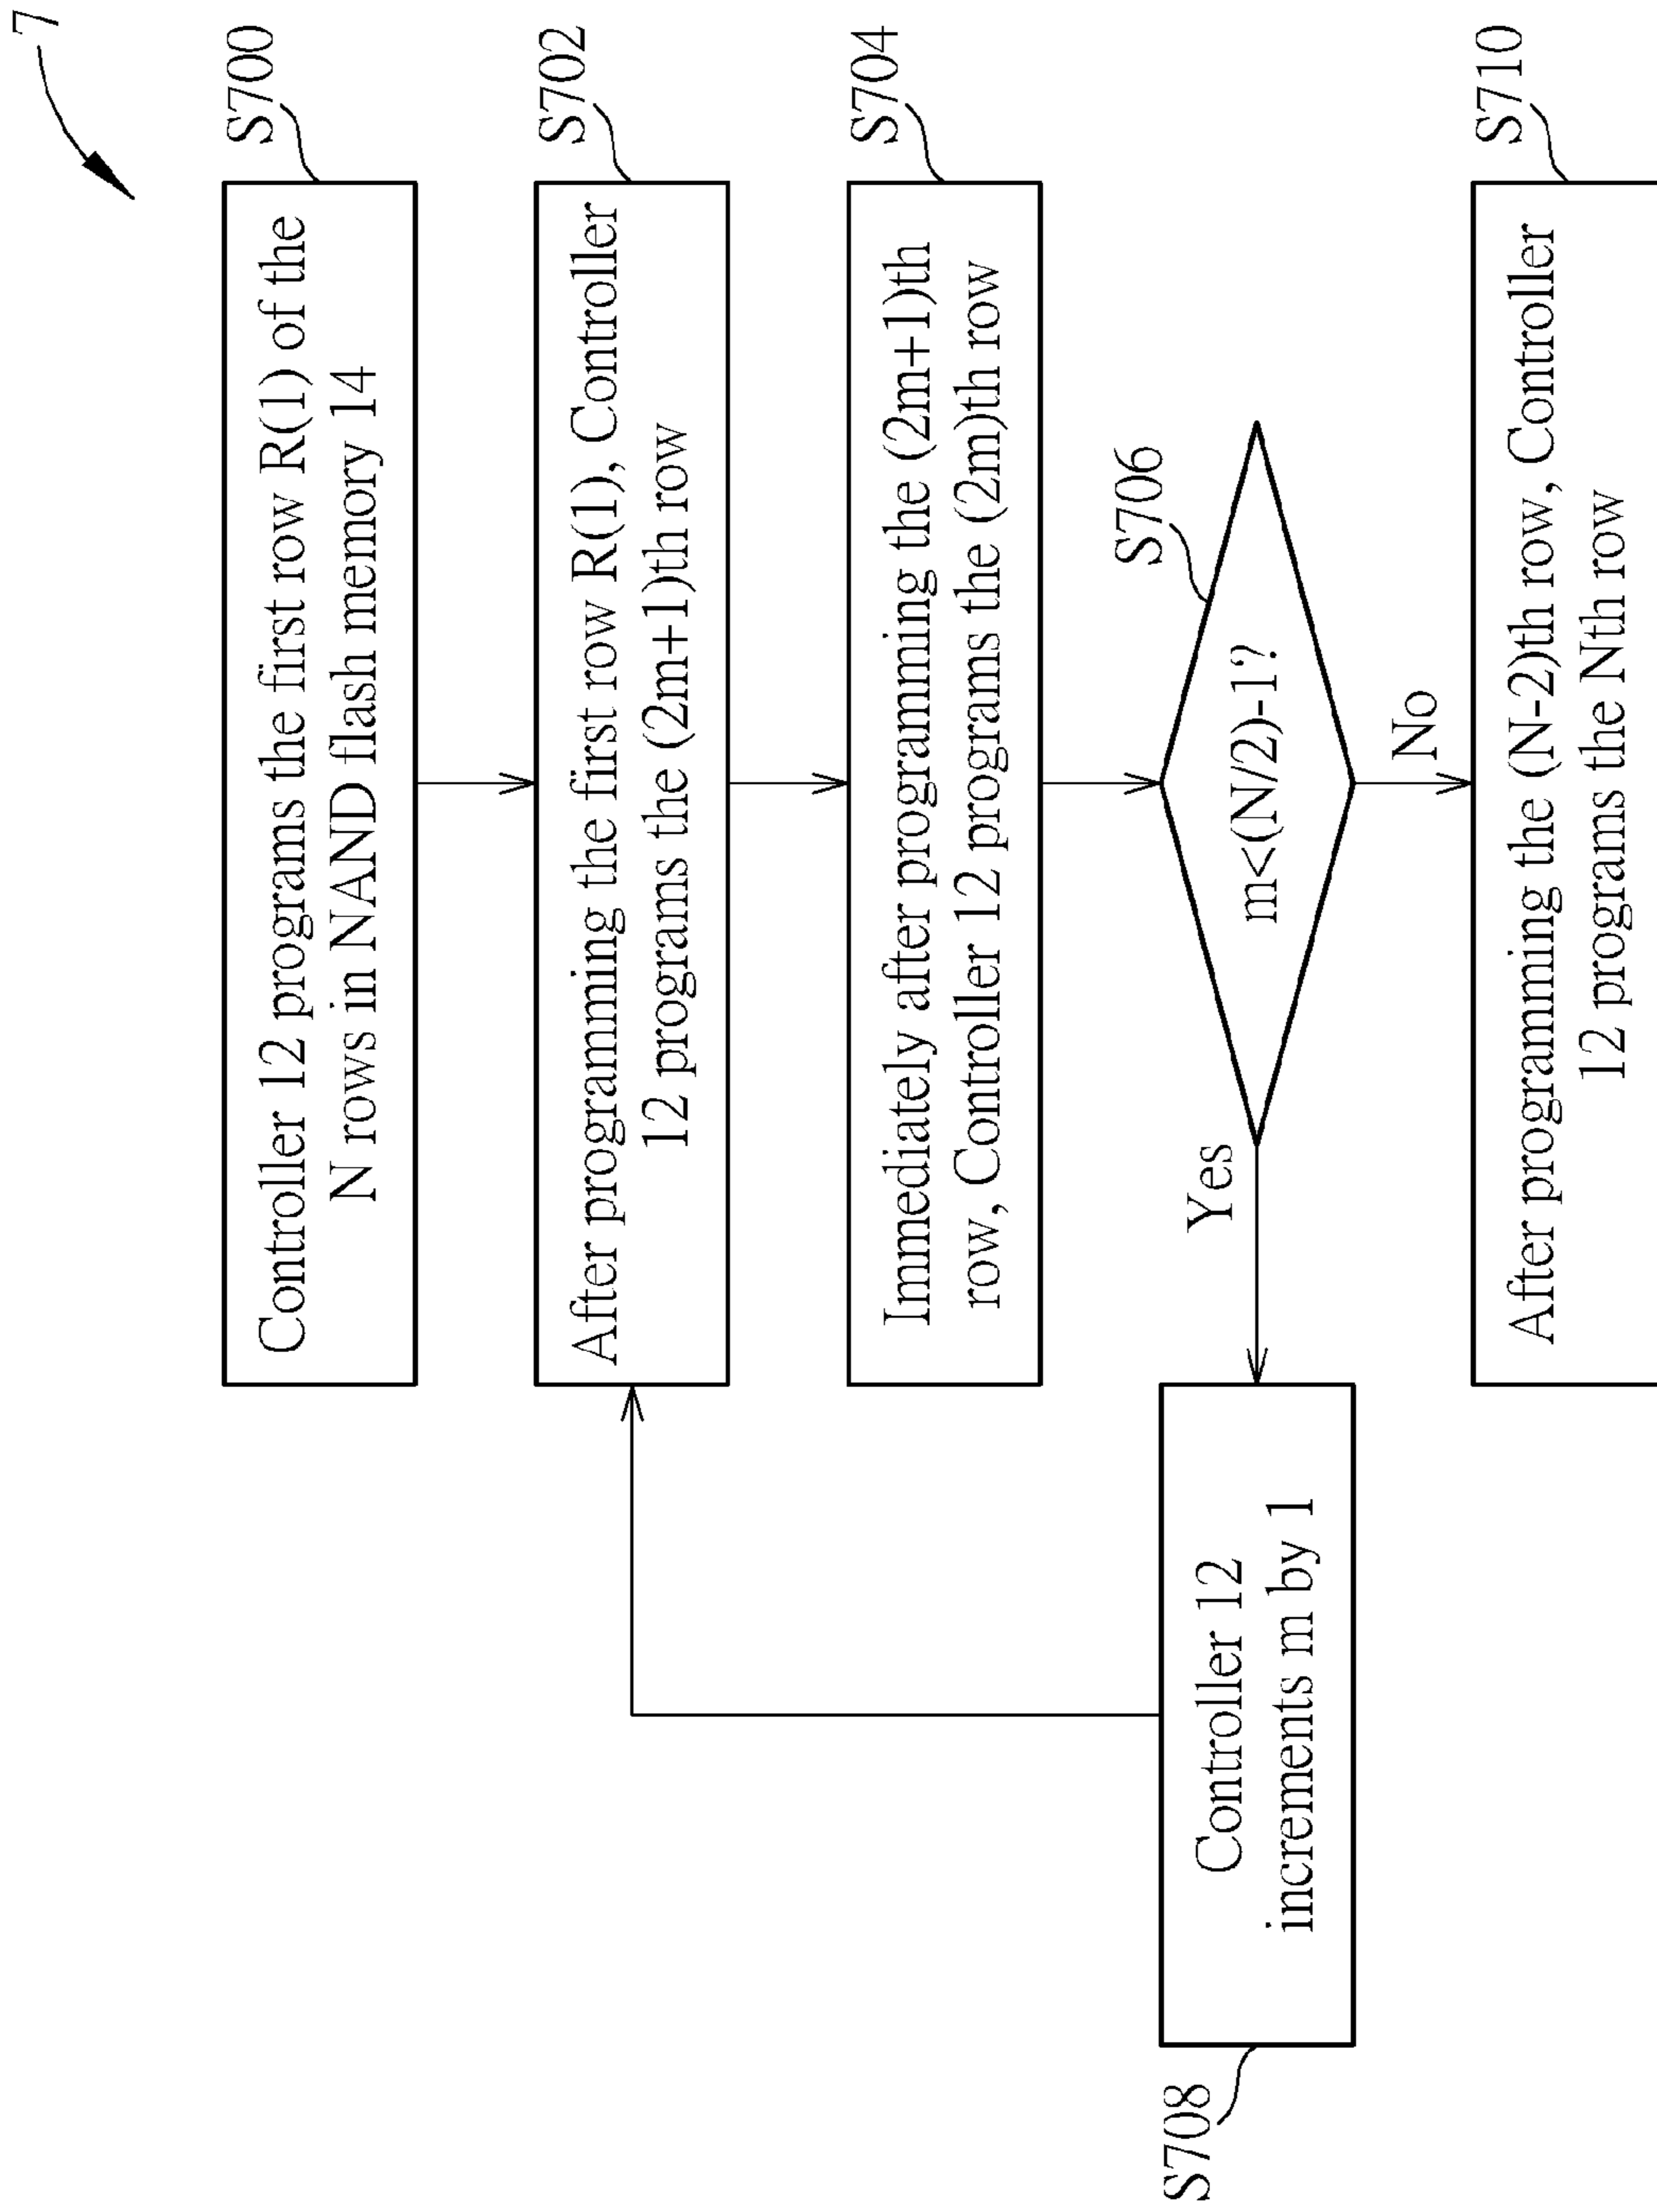 7
S700
Controller 12 programs the first row R(1) of the
N rows in NAND flash memory 14
S702
After programming the first row R(1), Controller
12 programs the (2m+1)th row
S704
Immediately after programming the (2m+1)th
row, Controller 12 programs the (2m)th row
S706
m<(N/2)-1?
Yes
No
S708
Controller 12
increments m by 1
S710
After programming the (N-2)th row, Controller
12 programs the Nth row